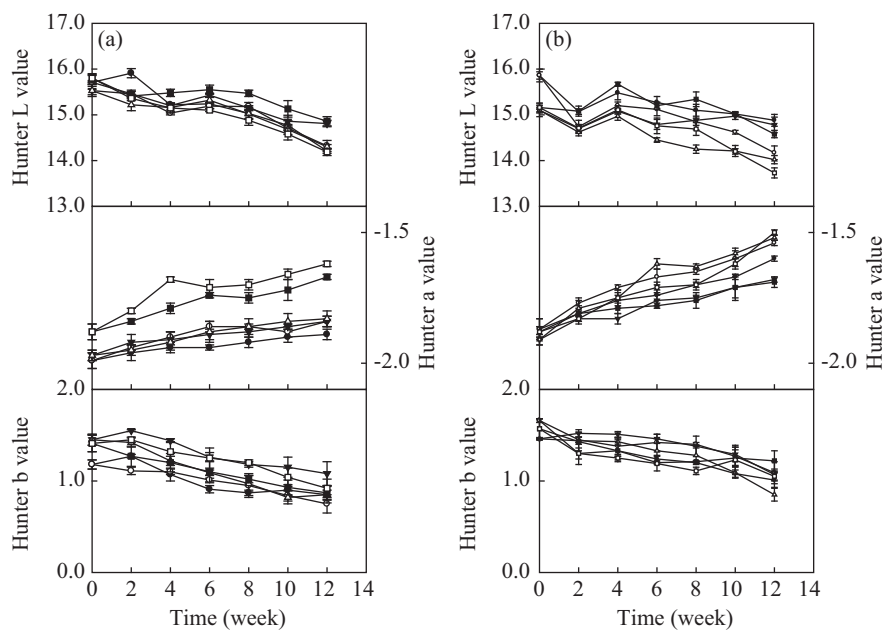 (a)
17.0
16.0
15.0
14.0
13.0
Hunter L value
-1.5
-2.0
Hunter a value
2.0
1.0
0.0
Hunter b value
0 2 4 6 8 10 12 14
Time (week)
(b)
17.0
16.0
15.0
14.0
13.0
Hunter L value
-1.5
-2.0
Hunter a value
2.0
1.0
0.0
Hunter b value
0 2 4 6 8 10 12 14
Time (week)